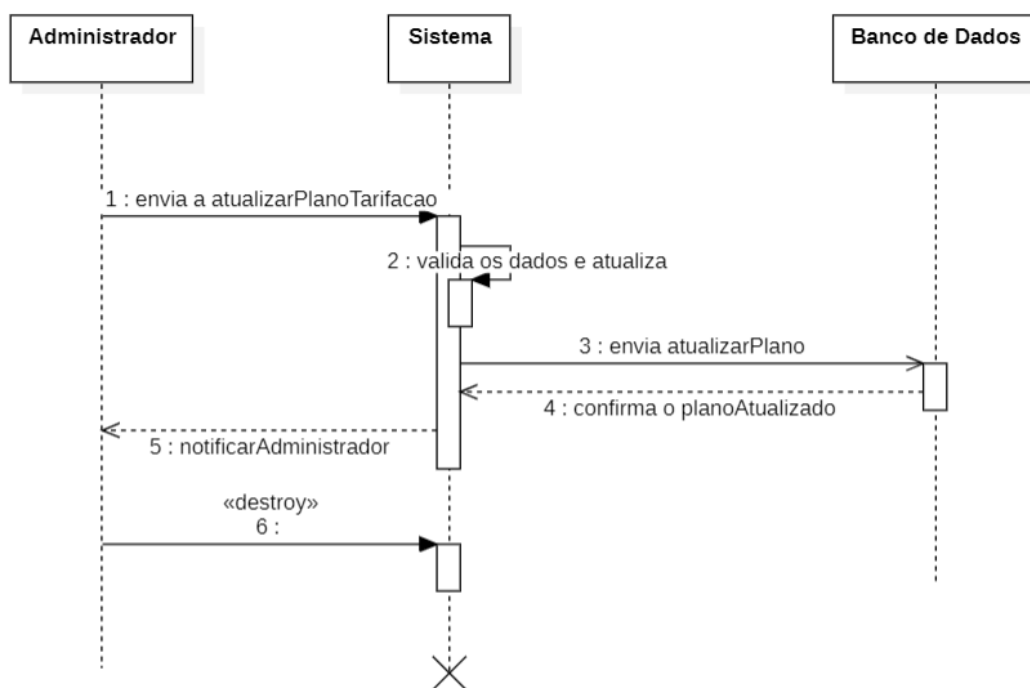 Administrador
Sistema
Banco de Dados
1 : envia a atualizarPlanoTarifacao
2 : valida os dados e atualiza
3 : envia atualizarPlano
4 : confirma o planoAtualizado
5 : notificarAdministrador
«destroy»
6 :